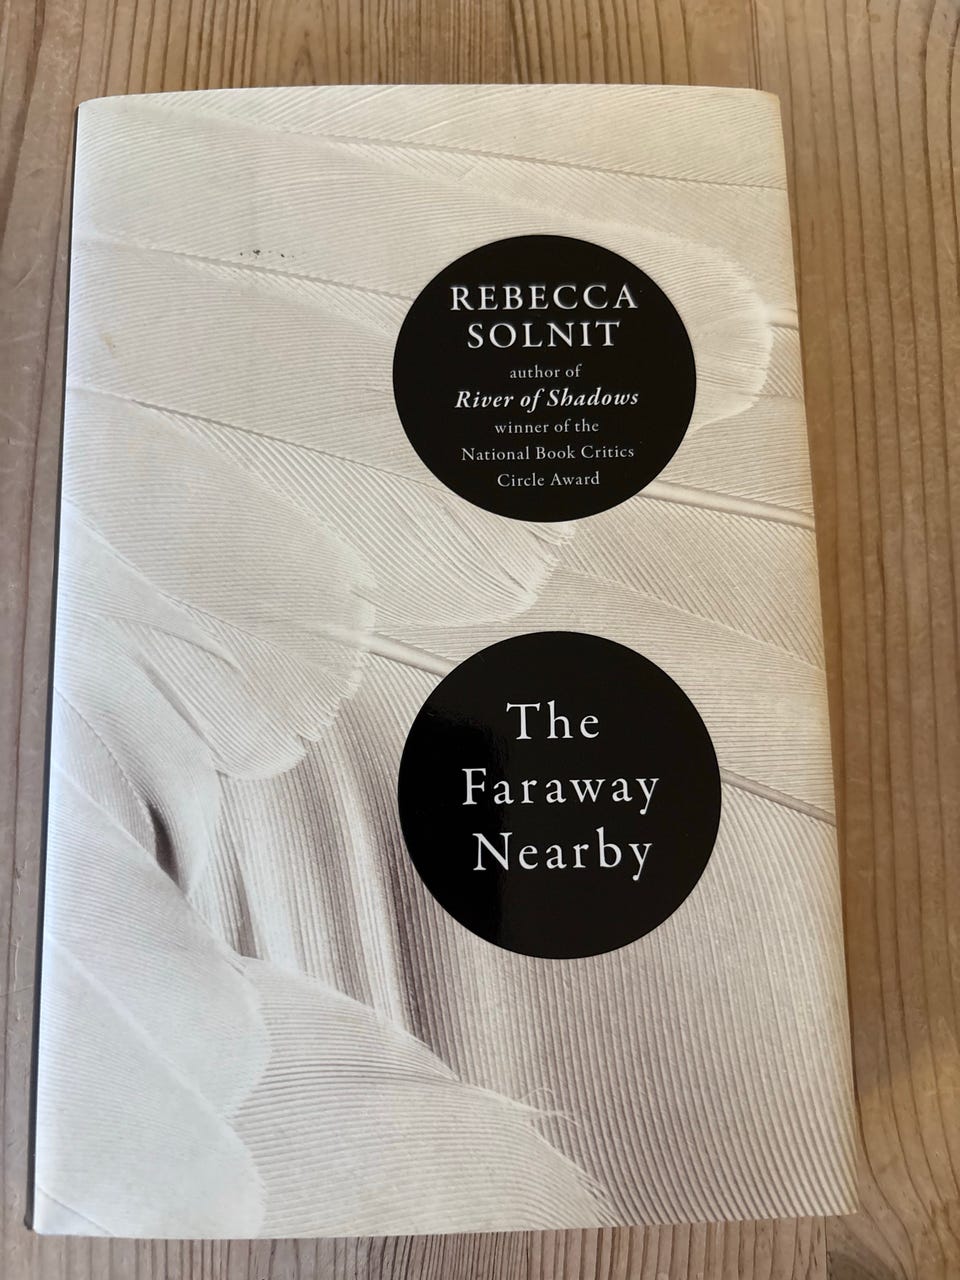 REBECCA
SOLNIT
author of
River of Shadows
winner of the
National Book Critics
Circle Award
The
Faraway
Nearby